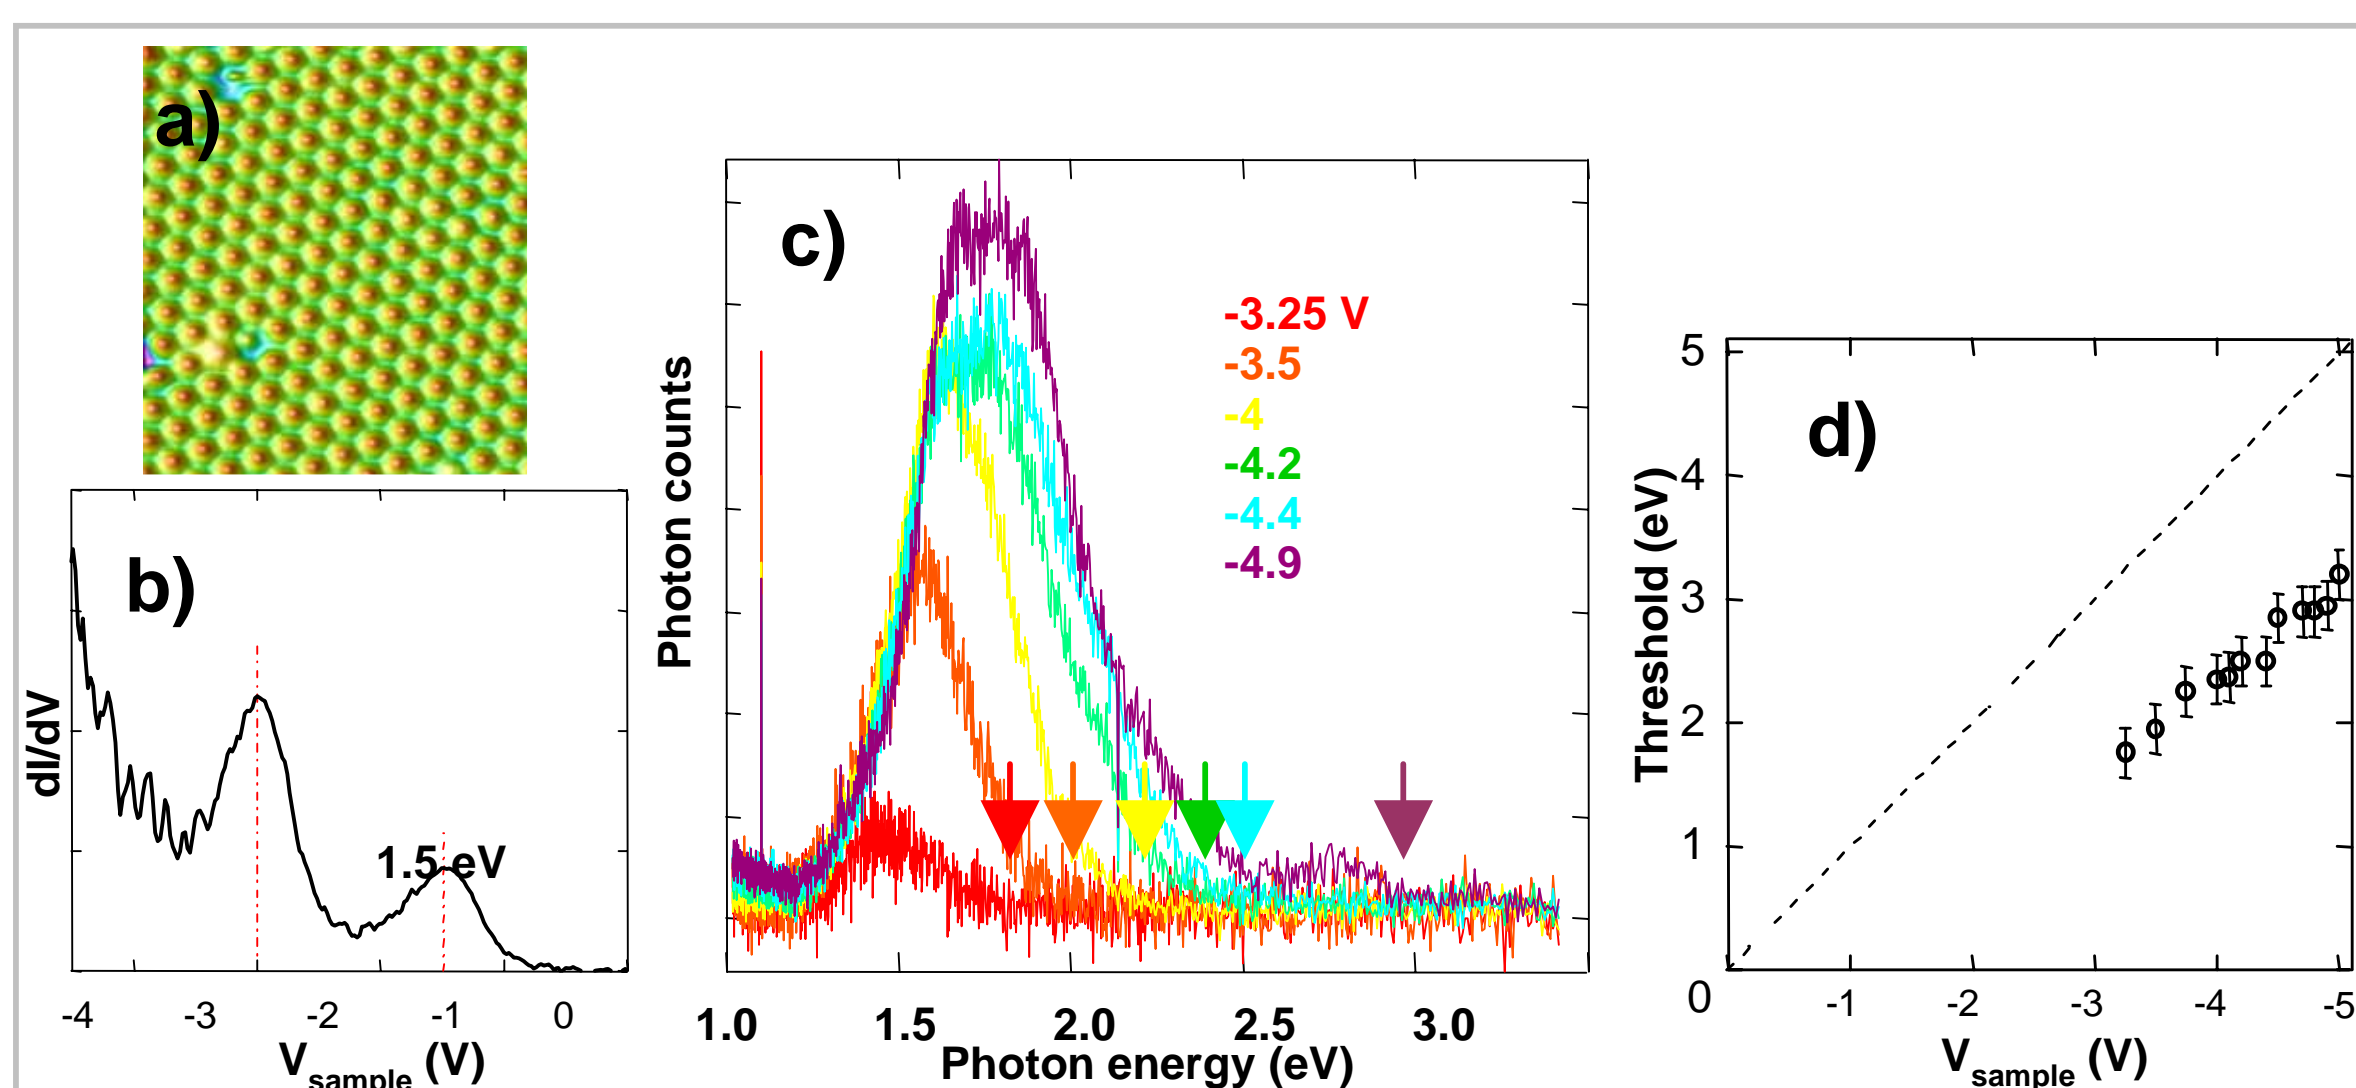 a)
b)
dI/dV
1.5 eV
-4 -3 -2 -1 0
Vsample (V)
c)
Photon counts
-3.25 V
-3.5
-4
-4.2
-4.4
-4.9
1.0 1.5 2.0 2.5 3.0
Photon energy (eV)
d)
Threshold (eV)
5
4
3
2
1
0 -1 -2 -3 -4 -5
Vsample (V)